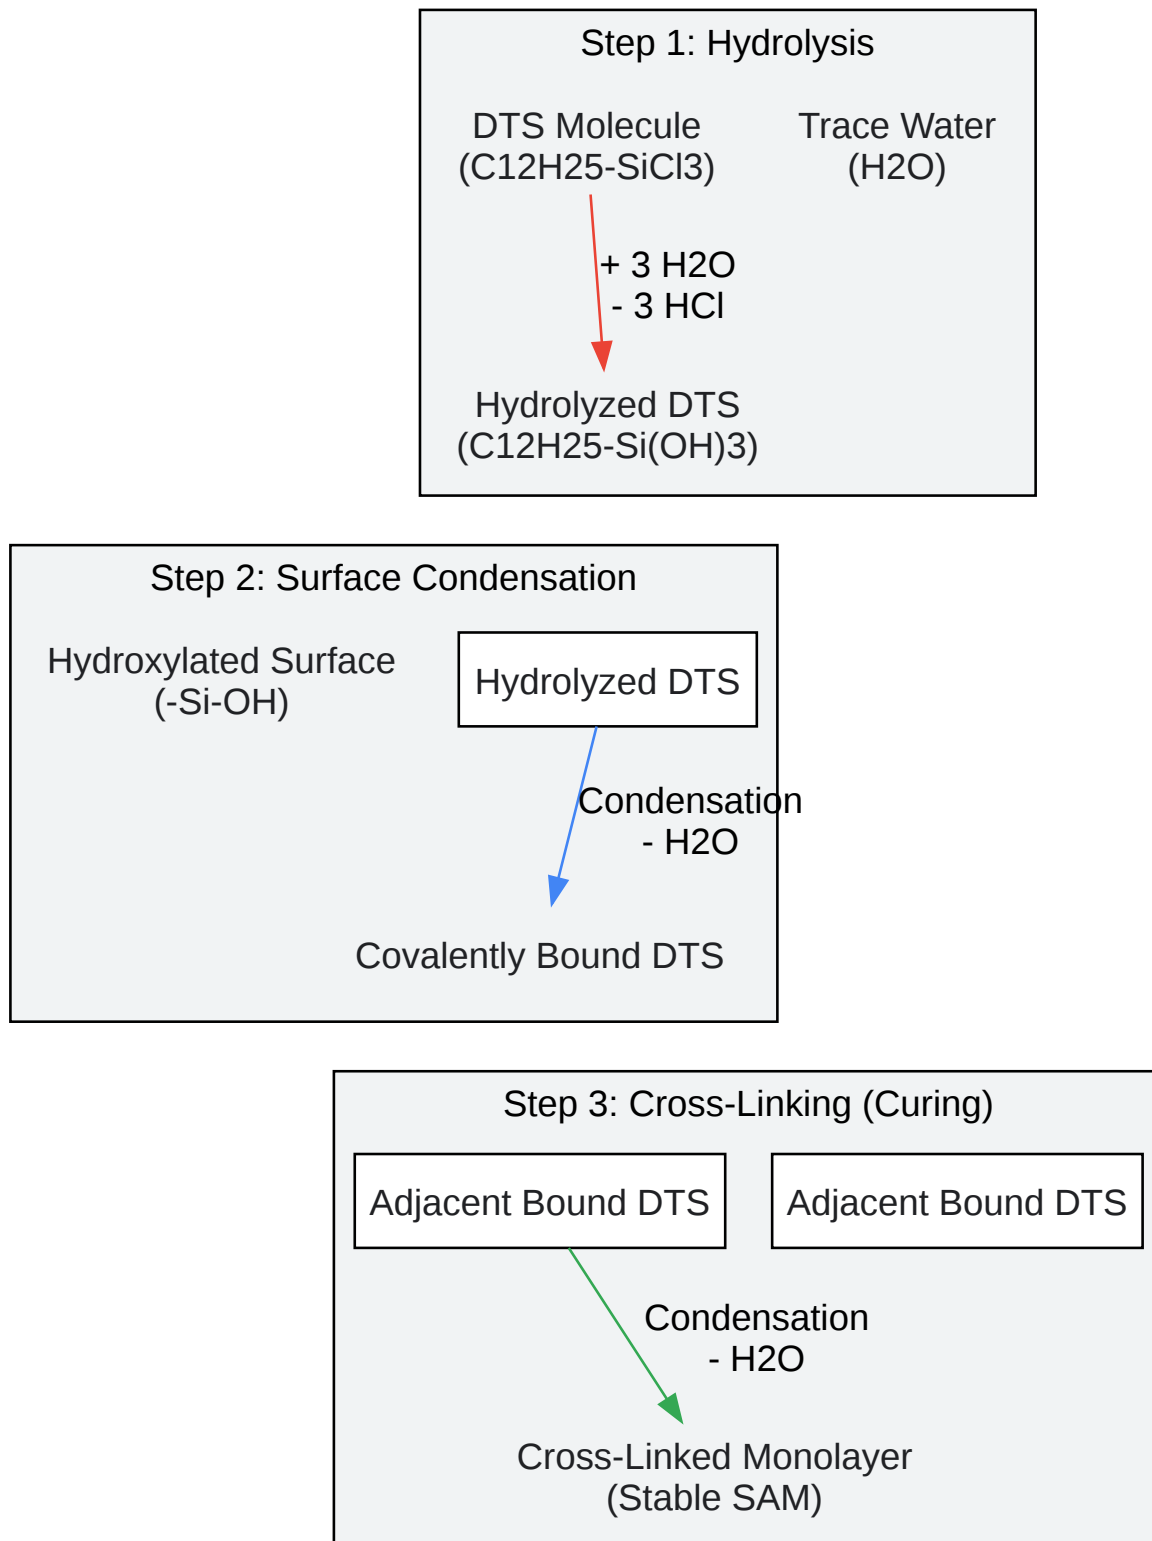 Step 1: Hydrolysis
DTS Molecule
(C12H25-SiCl3)
Trace Water
(H2O)
+ 3 H2O
- 3 HCl
Hydrolyzed DTS
(C12H25-Si(OH)3)
Step 2: Surface Condensation
Hydroxylated Surface
(-Si-OH)
Hydrolyzed DTS
Condensation
- H2O
Covalently Bound DTS
Step 3: Cross-Linking (Curing)
Adjacent Bound DTS
Adjacent Bound DTS
Condensation
- H2O
Cross-Linked Monolayer
(Stable SAM)